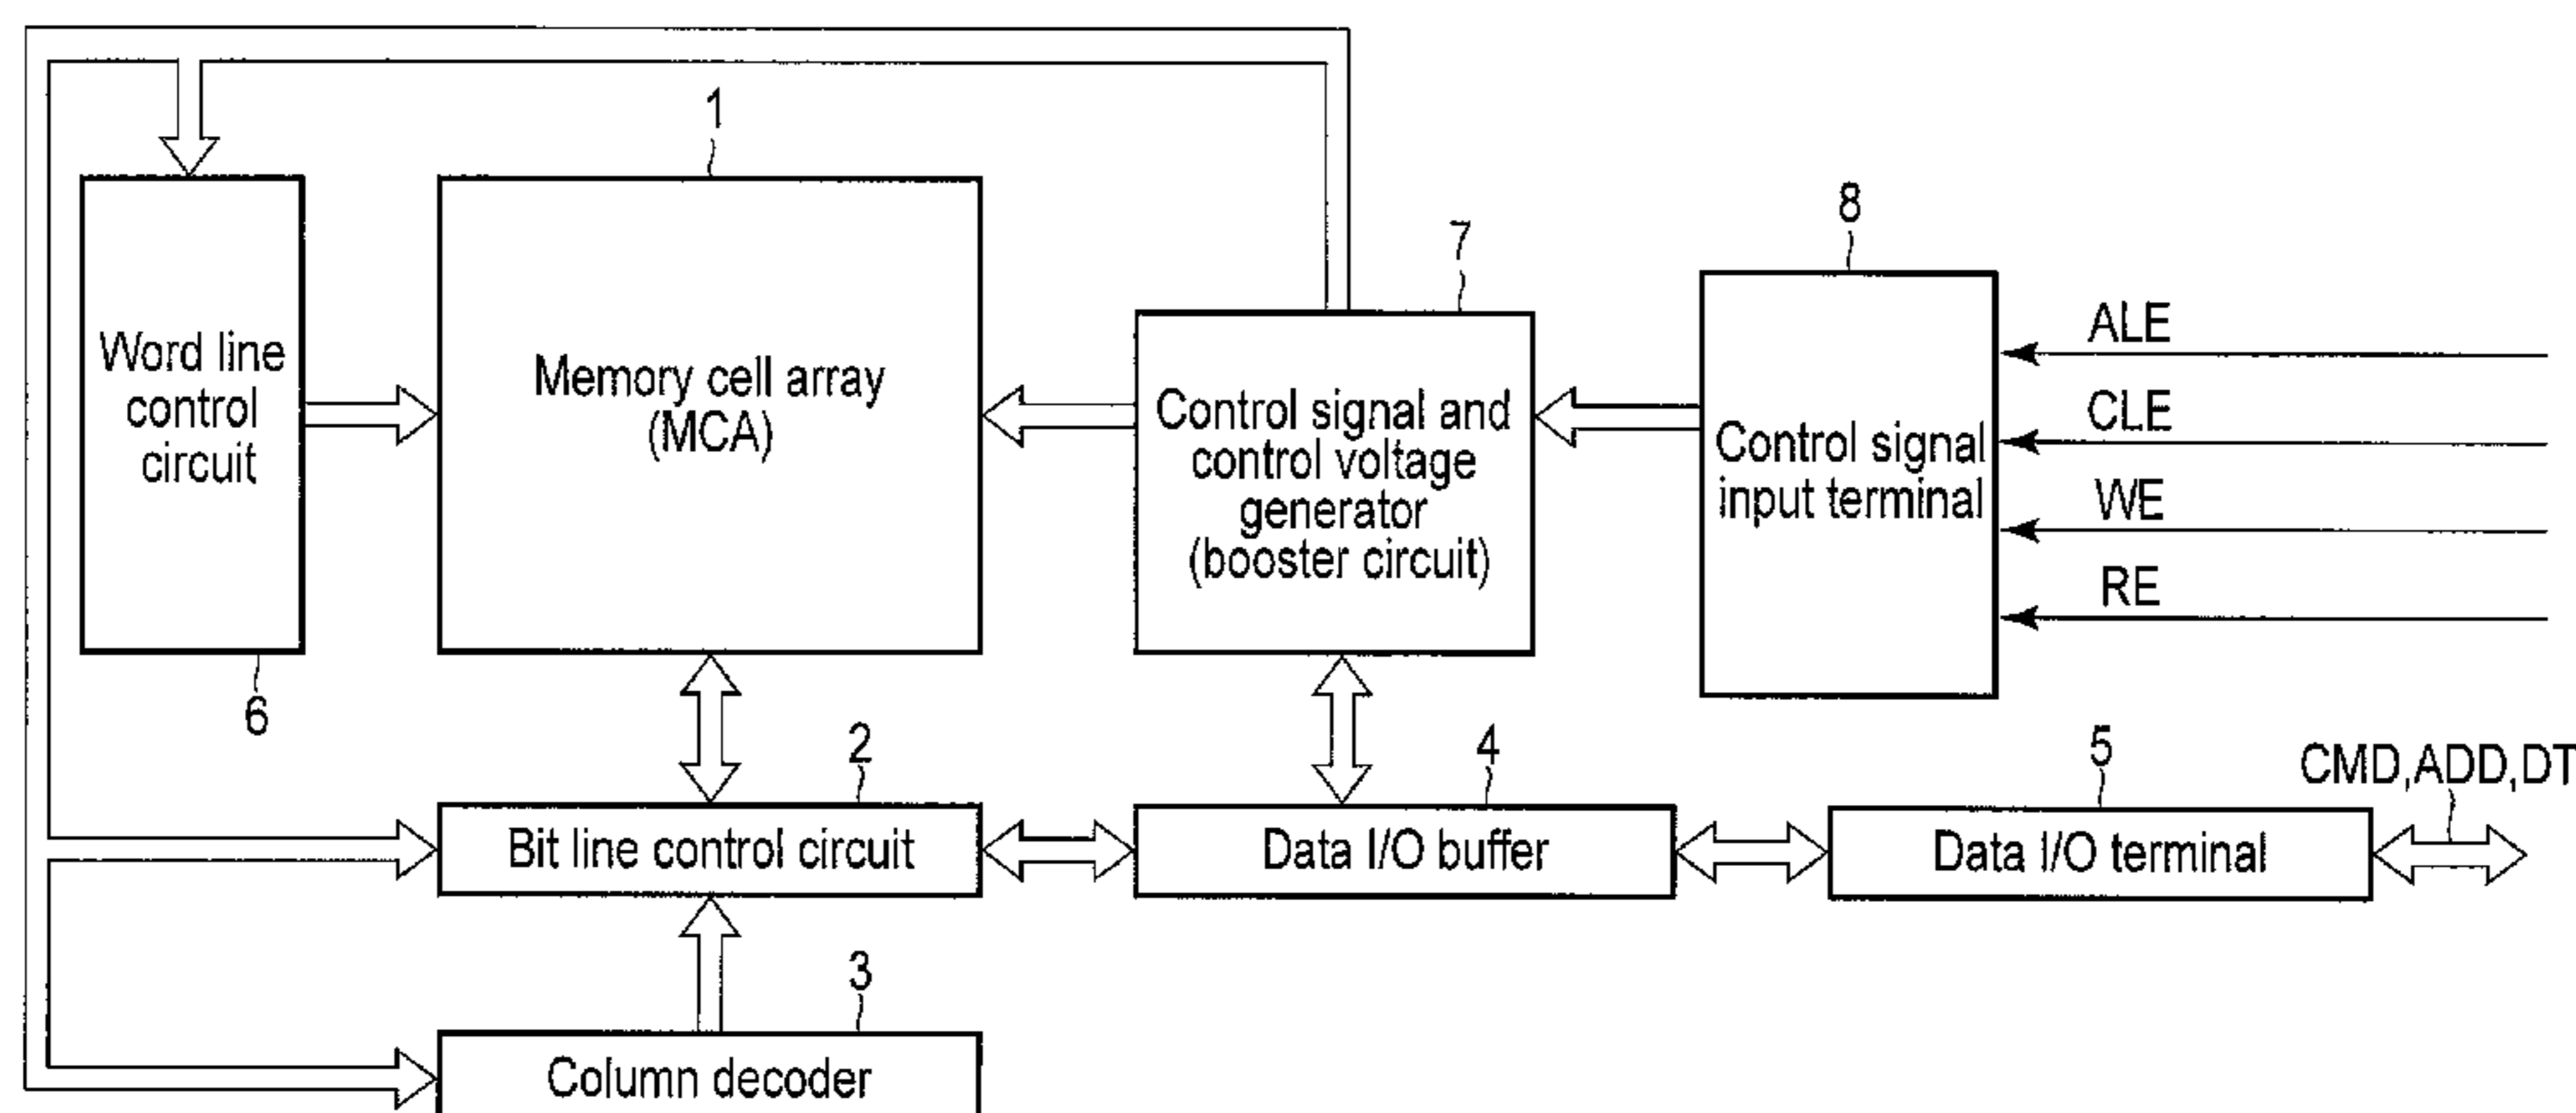 1
8
7
Word line
control
circuit
Memory cell array
(MCA)
Control signal and
control voltage
generator
(booster circuit)
Control signal
input terminal
ALE
CLE
WE
RE
6
2
4
5
CMD,ADD,DT
Bit line control circuit
Data I/O buffer
Data I/O terminal
3
Column decoder